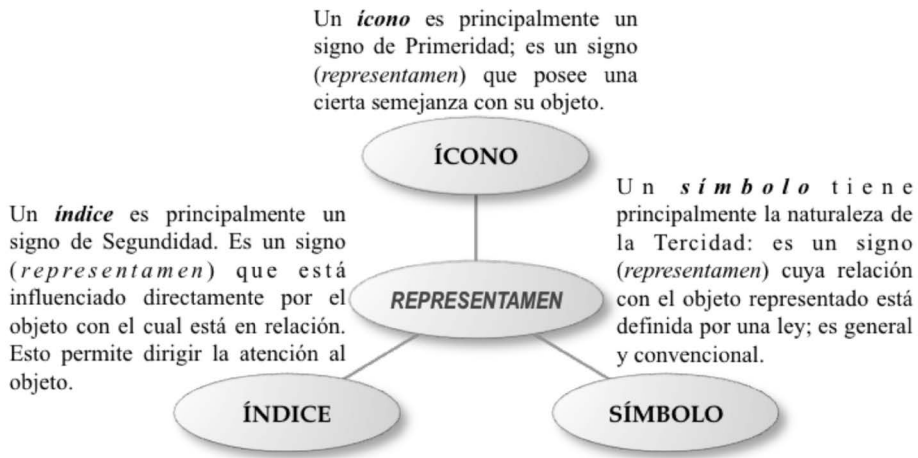 Un ícono es principalmente un
signo de Primeridad; es un signo
(representamen) que posee una
cierta semejanza con su objeto.
ÍCONO
Un índice es principalmente un
signo de Segundidad. Es un signo
(representamen) que está
influenciado directamente por el
objeto con el cual está en relación.
Esto permite dirigir la atención al
objeto.
REPRESENTAMEN
Un símbolo tiene
principalmente la naturaleza de
la Tercidad: es un signo
(representamen) cuya relación
con el objeto representado está
definida por una ley; es general
y convencional.
ÍNDICE
SÍMBOLO